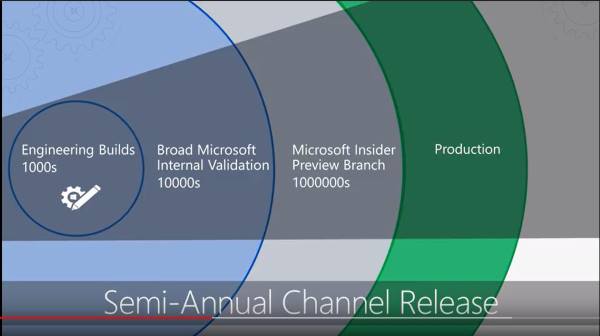 Engineering Builds
1000s
Broad Microsoft
Internal Validation
10000s
Microsoft Insider
Preview Branch
1000000s
Production
Semi-Annual Channel Release